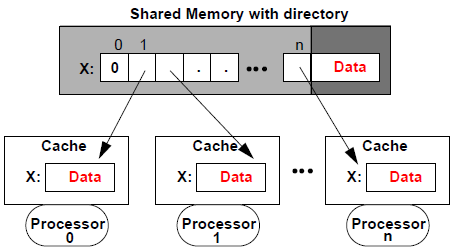 Shared Memory with directory
0 1 n
X: 0 . . ••• Data
Cache Cache Cache
X: Data X: Data ••• X: Data
Processor Processor Processor
0 1 n